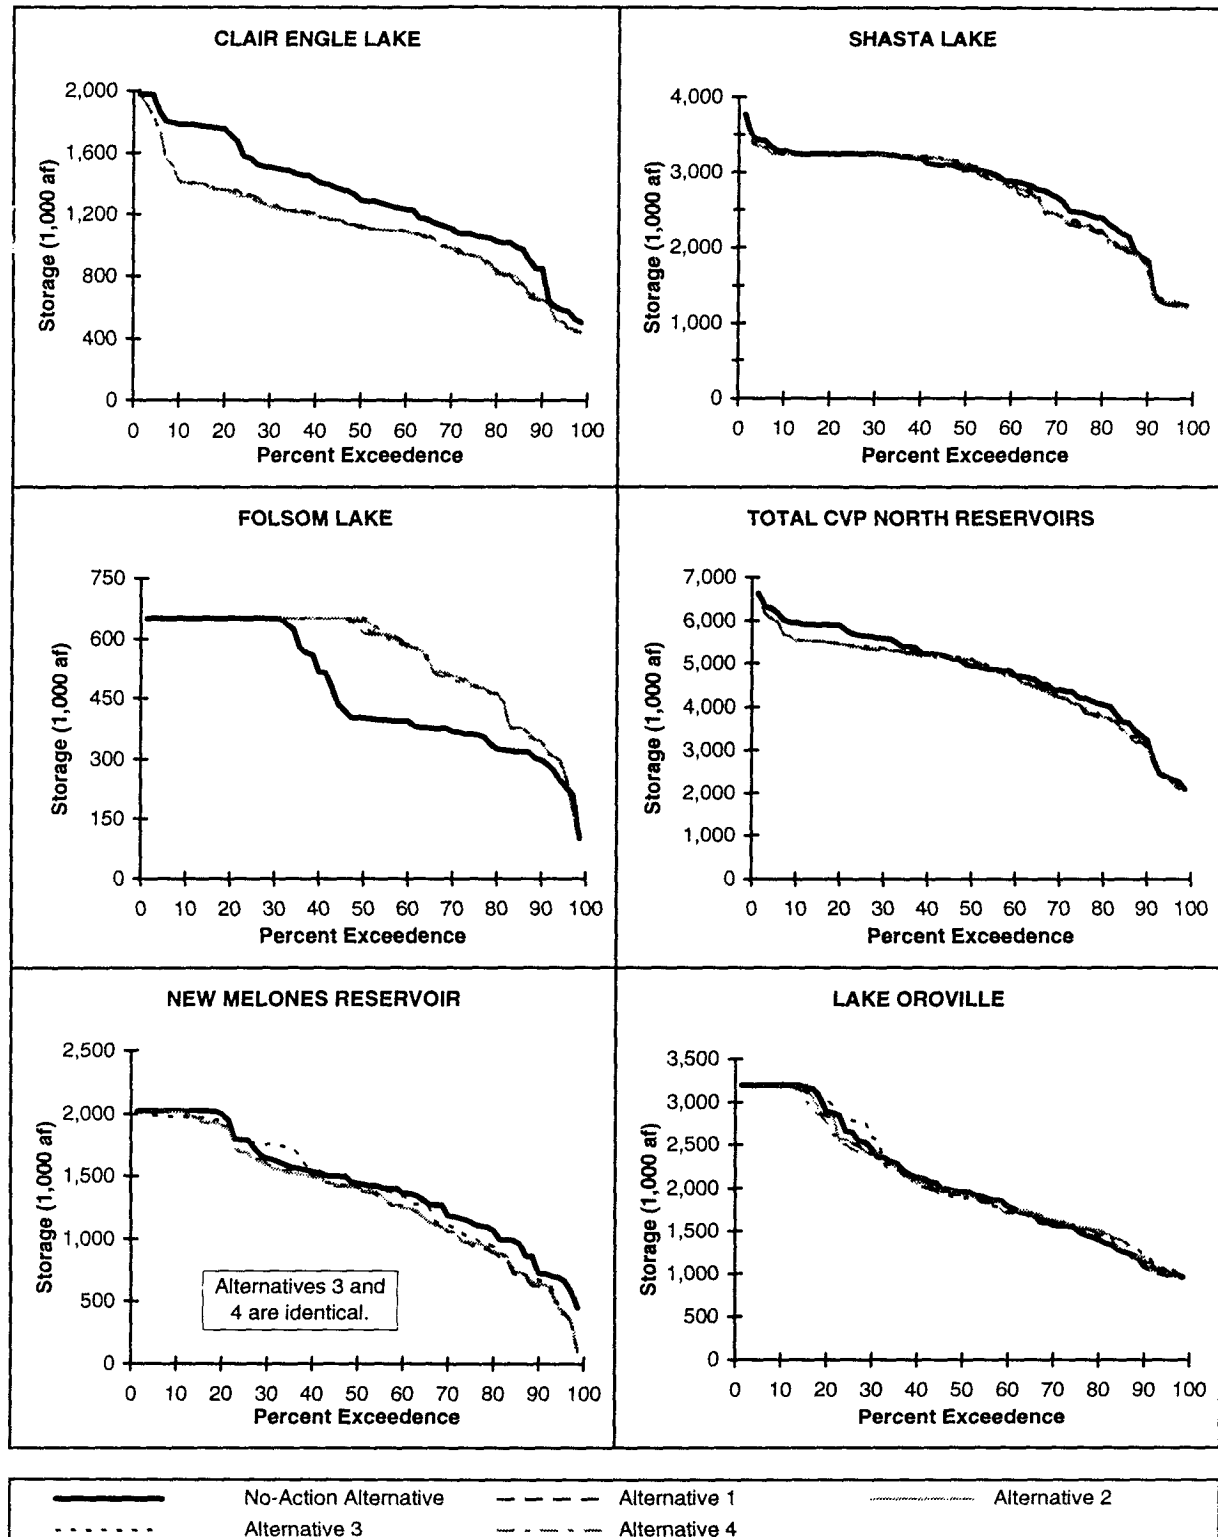 CLAIR ENGLE LAKE
Storage (1,000 af)
2,000
1,600
1,200
800
400
0
0 10 20 30 40 50 60 70 80 90 100
Percent Exceedence
SHASTA LAKE
Storage (1,000 af)
4,000
3,000
2,000
1,000
0
0 10 20 30 40 50 60 70 80 90 100
Percent Exceedence
FOLSOM LAKE
Storage (1,000 af)
750
600
450
300
150
0
0 10 20 30 40 50 60 70 80 90 100
Percent Exceedence
TOTAL CVP NORTH RESERVOIRS
Storage (1,000 af)
7,000
6,000
5,000
4,000
3,000
2,000
1,000
0
0 10 20 30 40 50 60 70 80 90 100
Percent Exceedence
NEW MELONES RESERVOIR
Storage (1,000 af)
2,500
2,000
1,500
1,000
500
0
Alternatives 3 and
4 are identical.
0 10 20 30 40 50 60 70 80 90 100
Percent Exceedence
LAKE OROVILLE
Storage (1,000 af)
3,500
3,000
2,500
2,000
1,500
1,000
500
0
0 10 20 30 40 50 60 70 80 90 100
Percent Exceedence
No-Action Alternative Alternative 1 Alternative 2
Alternative 3 Alternative 4